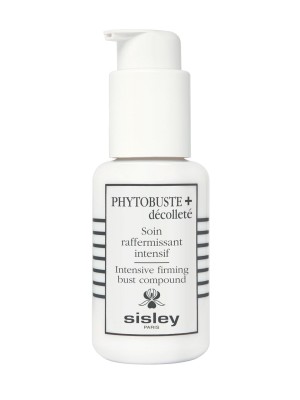 PHYTOBUSTE +
décolleté
Soin
raffermissant
intensif
Intensive firming
bust compound
sisley
PARIS